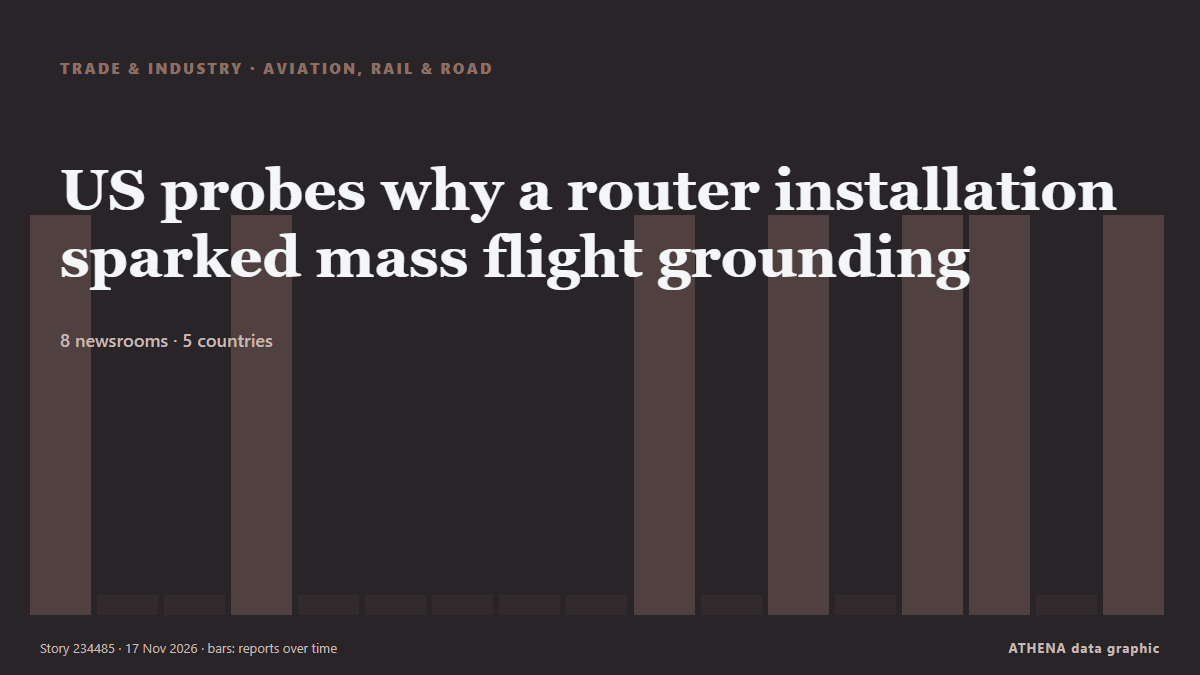 TRADE & INDUSTRY · AVIATION, RAIL & ROAD
US probes why a router installation
sparked mass flight grounding
8 newsrooms · 5 countries
Story 234485 · 17 Nov 2026 · bars: reports over time
ATHENA data graphic